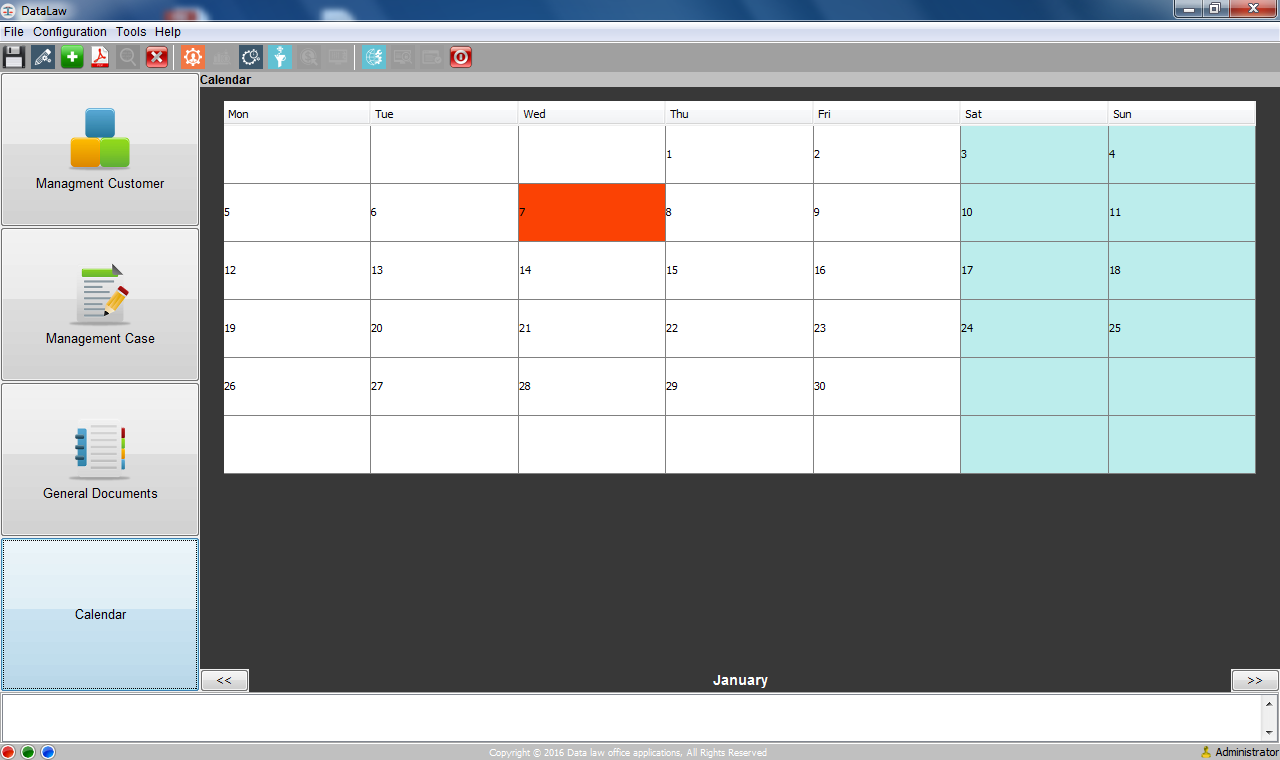 DataLaw
File Configuration Tools Help
Calendar
Managment Customer
Management Case
General Documents
Calendar
Mon Tue Wed Thu Fri Sat Sun
1 2 3 4
5 6 7 8 9 10 11
12 13 14 15 16 17 18
19 20 21 22 23 24 25
26 27 28 29 30
<< January >>
Copyright © 2016 Data law office applications, All Rights Reserved
Administrator